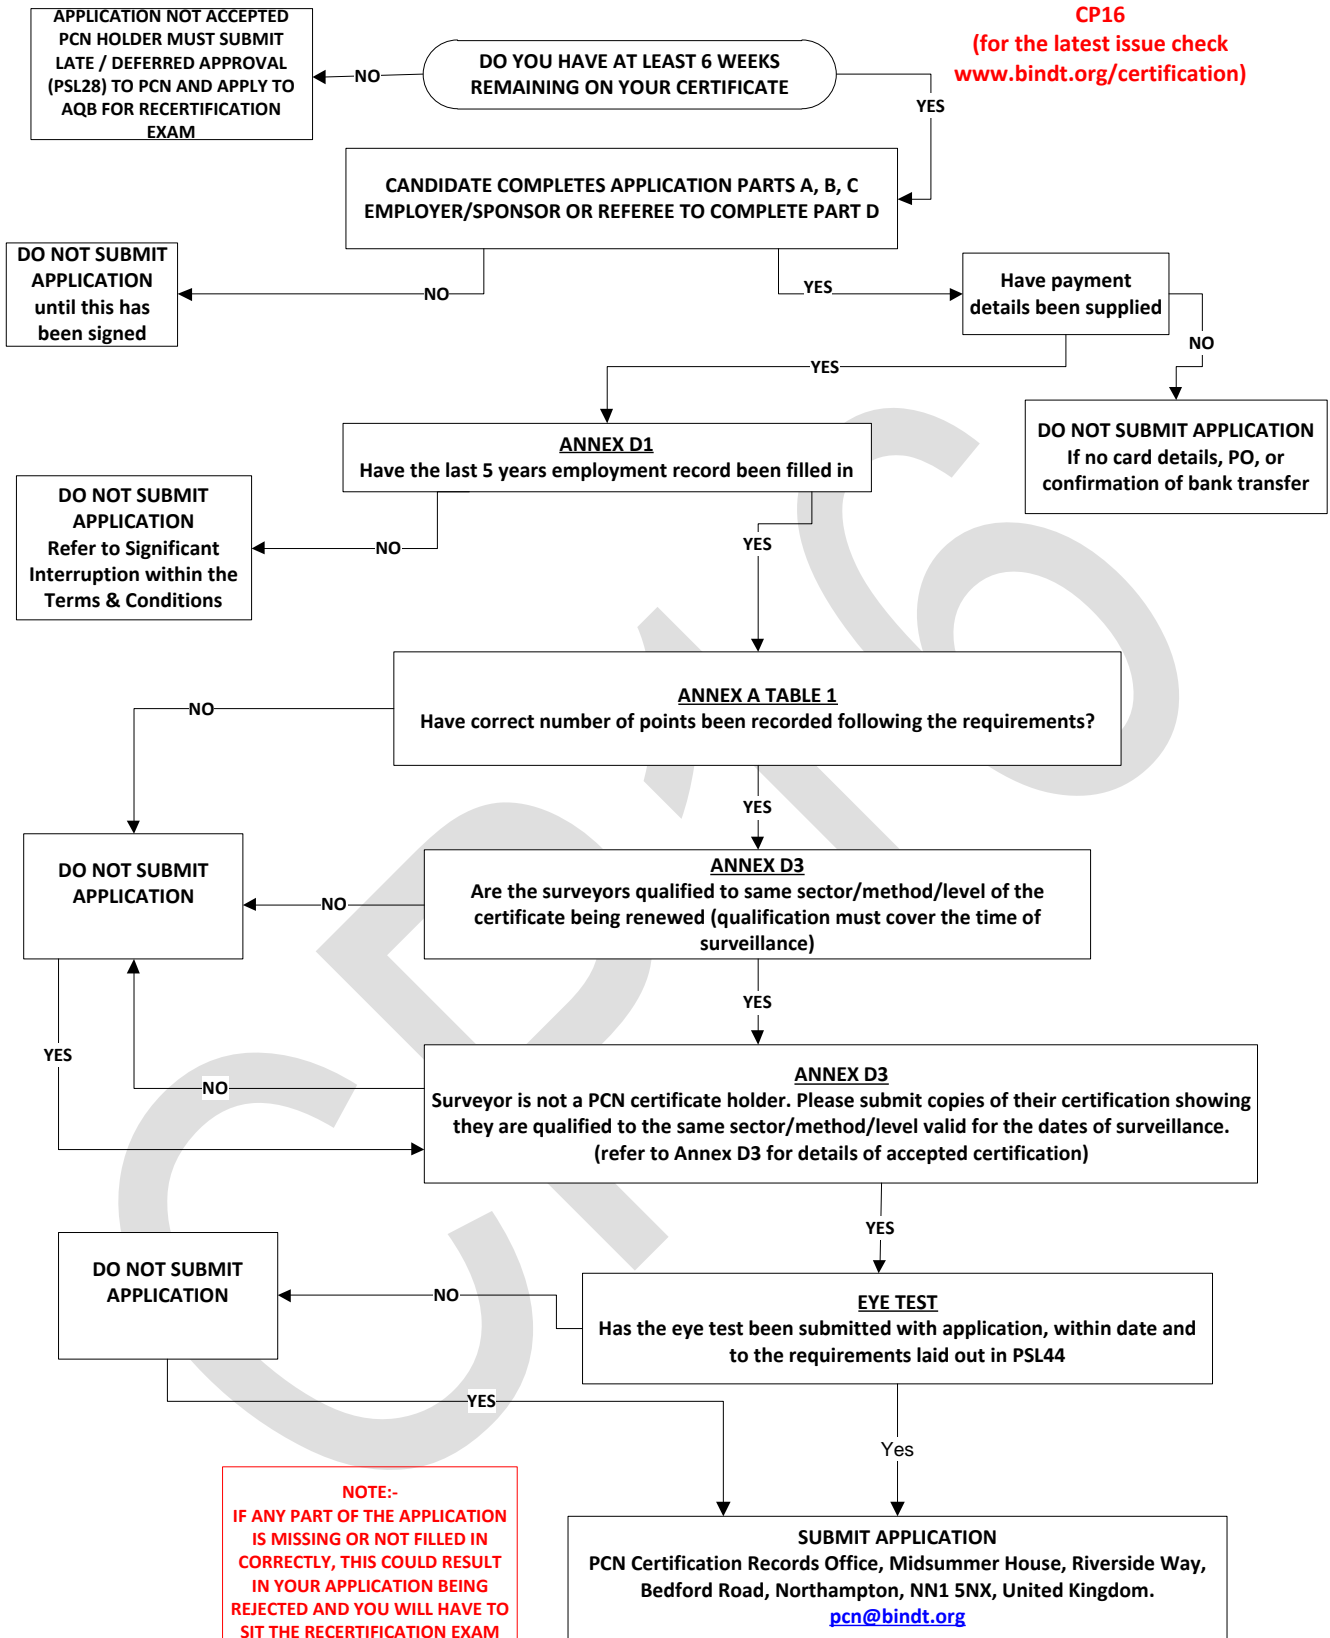 APPLICATION NOT ACCEPTED
PCN HOLDER MUST SUBMIT
LATE / DEFERRED APPROVAL
(PSL28) TO PCN AND APPLY TO
AQB FOR RECERTIFICATION
EXAM
NO
DO YOU HAVE AT LEAST 6 WEEKS
REMAINING ON YOUR CERTIFICATE
CP16
(for the latest issue check
www.bindt.org/certification)
YES
CANDIDATE COMPLETES APPLICATION PARTS A, B, C
EMPLOYER/SPONSOR OR REFEREE TO COMPLETE PART D
DO NOT SUBMIT
APPLICATION
until this has
been signed
NO
YES
Have payment
details been supplied
NO
YES
DO NOT SUBMIT APPLICATION
If no card details, PO, or
confirmation of bank transfer
ANNEX D1
Have the last 5 years employment record been filled in
DO NOT SUBMIT
APPLICATION
Refer to Significant
Interruption within the
Terms & Conditions
NO
YES
ANNEX A TABLE 1
Have correct number of points been recorded following the requirements?
NO
YES
DO NOT SUBMIT
APPLICATION
NO
ANNEX D3
Are the surveyors qualified to same sector/method/level of the
certificate being renewed (qualification must cover the time of
surveillance)
YES
YES
NO
ANNEX D3
Surveyor is not a PCN certificate holder. Please submit copies of their certification showing
they are qualified to the same sector/method/level valid for the dates of surveillance.
(refer to Annex D3 for details of accepted certification)
YES
DO NOT SUBMIT
APPLICATION
NO
EYE TEST
Has the eye test been submitted with application, within date and
to the requirements laid out in PSL44
YES
Yes
NOTE:-
IF ANY PART OF THE APPLICATION
IS MISSING OR NOT FILLED IN
CORRECTLY, THIS COULD RESULT
IN YOUR APPLICATION BEING
REJECTED AND YOU WILL HAVE TO
SIT THE RECERTIFICATION EXAM
SUBMIT APPLICATION
PCN Certification Records Office, Midsummer House, Riverside Way,
Bedford Road, Northampton, NN1 5NX, United Kingdom.
pcn@bindt.org
CP16